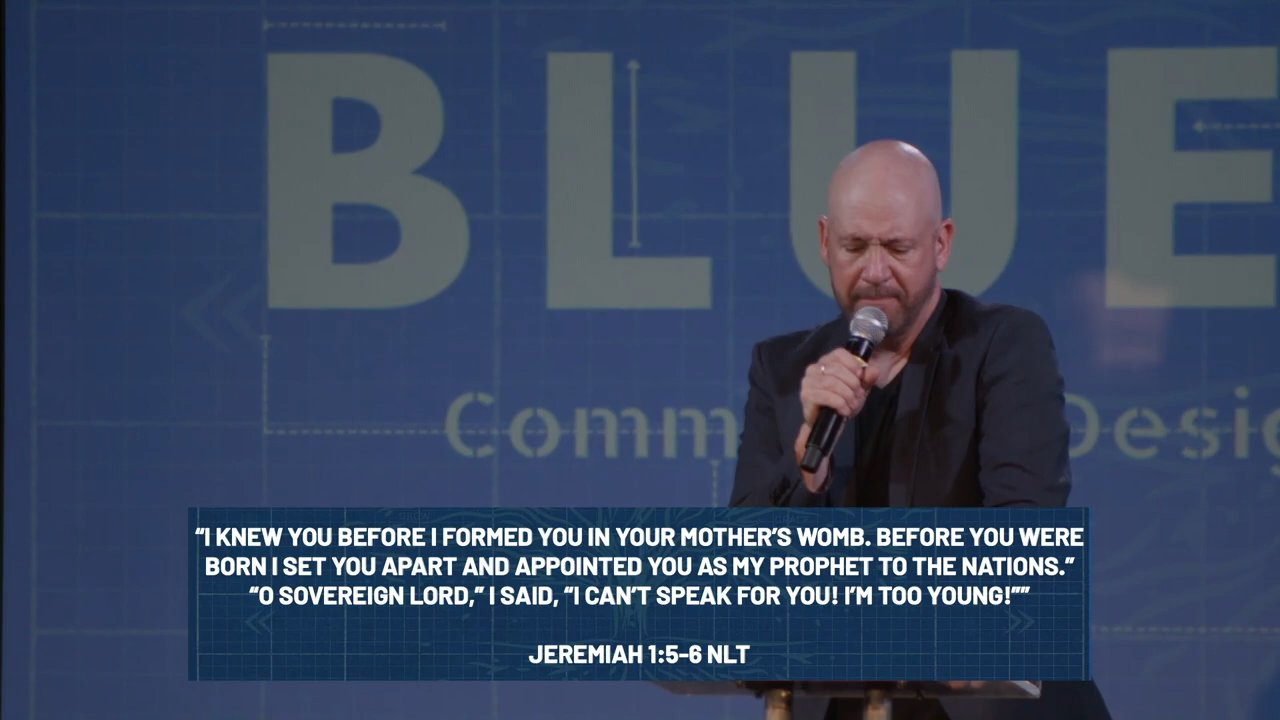 BLUE
Comm Desig
“I KNEW YOU BEFORE I FORMED YOU IN YOUR MOTHER’S WOMB. BEFORE YOU WERE
BORN I SET YOU APART AND APPOINTED YOU AS MY PROPHET TO THE NATIONS.”
“O SOVEREIGN LORD,” I SAID, “I CAN’T SPEAK FOR YOU! I’M TOO YOUNG!””
JEREMIAH 1:5-6 NLT